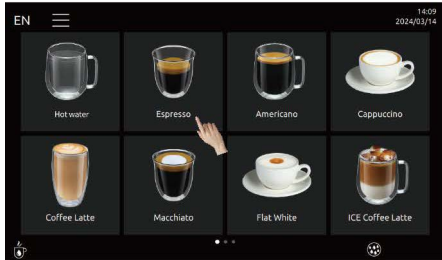 EN
14:09
2024/03/14
Hot water
Espresso
Americano
Cappuccino
Coffee Latte
Macchiato
Flat White
ICE Coffee Latte